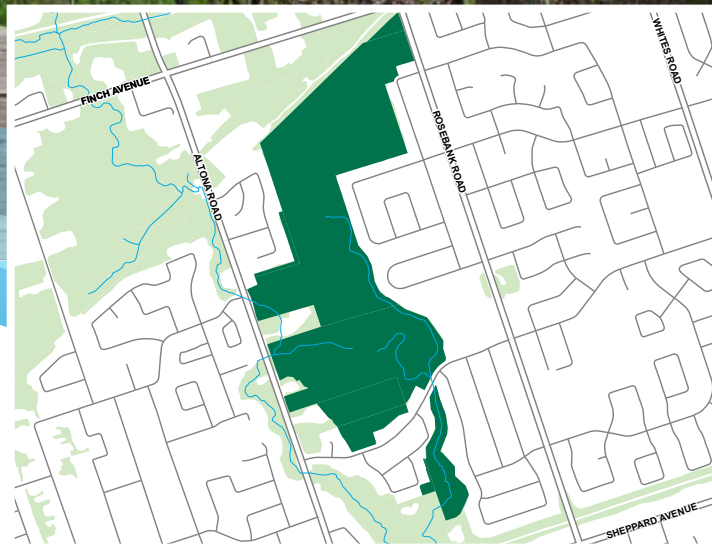 FINCH AVENUE
ALTONA ROAD
ROSEBANK ROAD
WHITES ROAD
SHEPPARD AVENUE